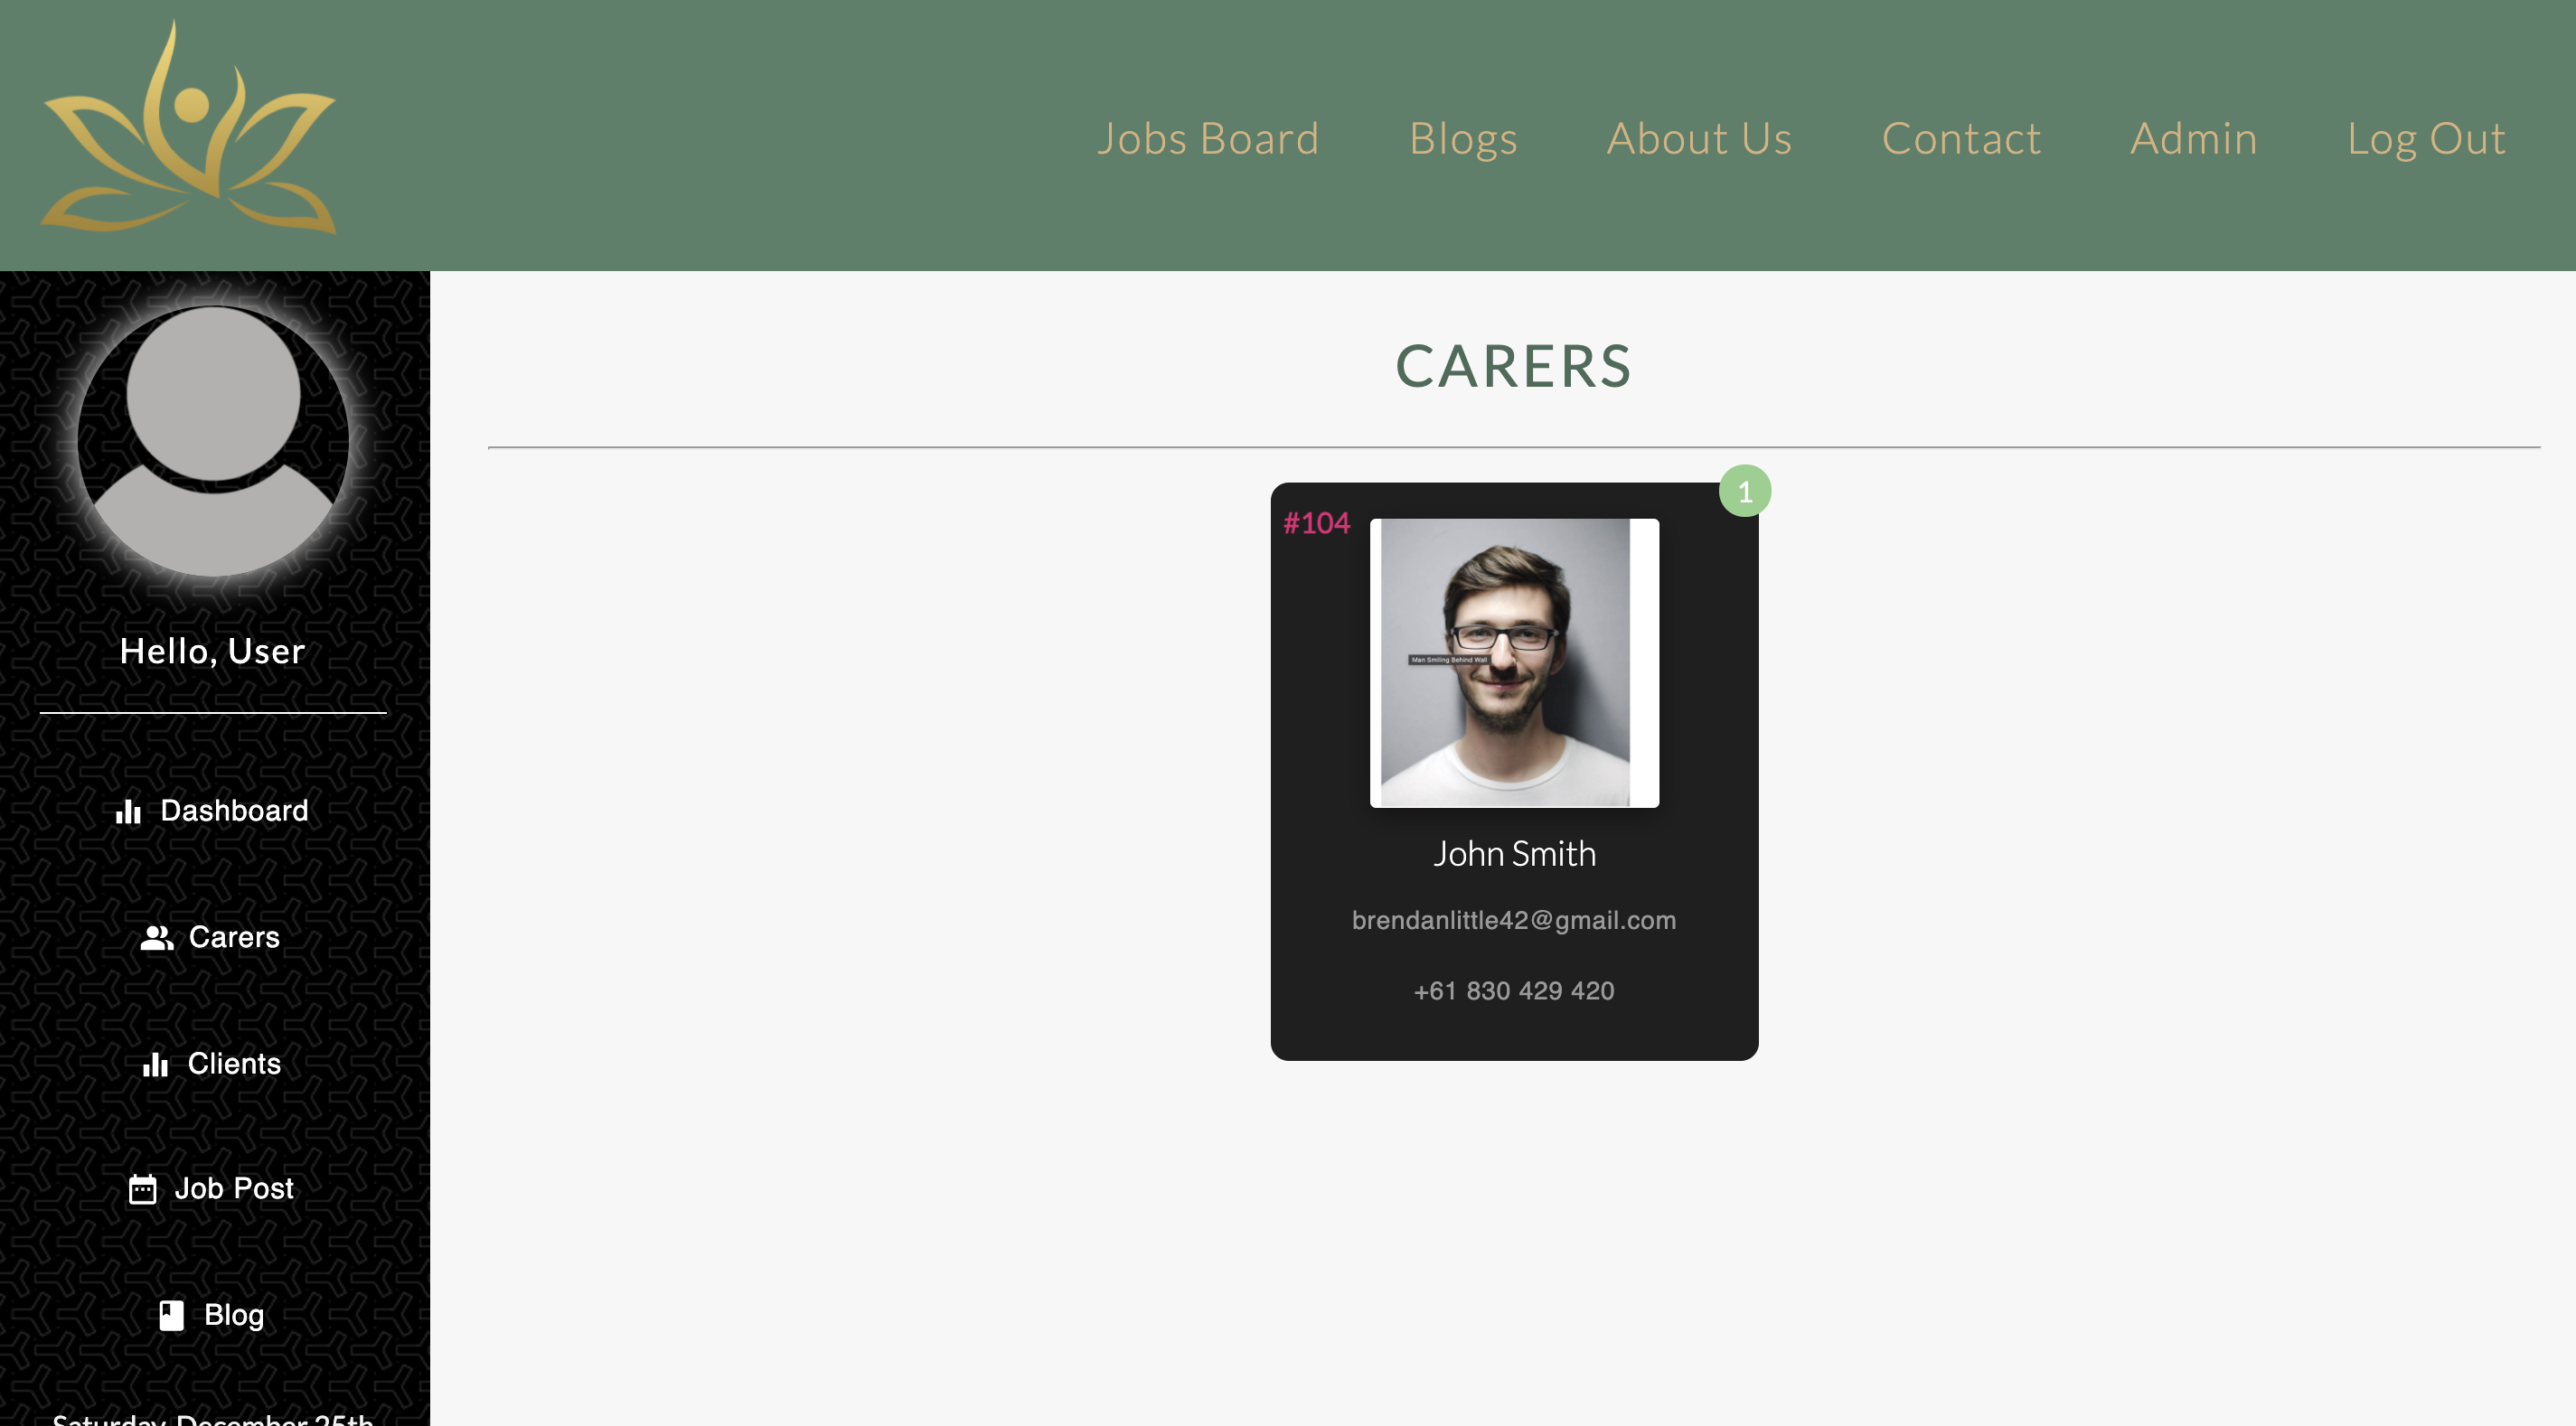 Jobs Board Blogs About Us Contact Admin Log Out
Hello, User
Dashboard
Carers
Clients
Job Post
Blog
Saturday, December 25th
CARERS
1
#104
Man Smiling Behind Wall
John Smith
brendanlittle42@gmail.com
+61 830 429 420